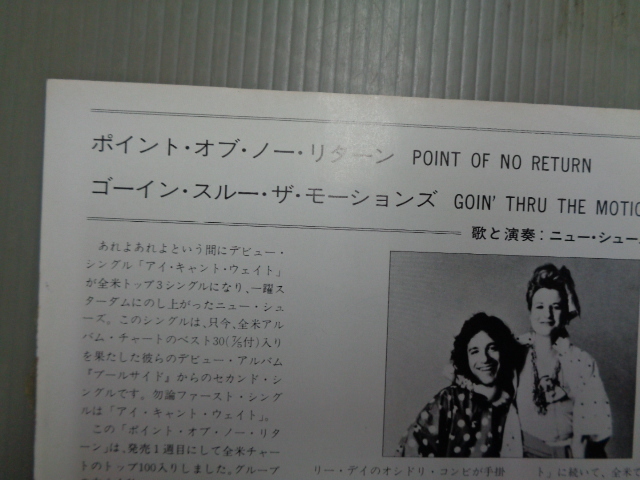 ポイント・オブ・ノー・リターン POINT OF NO RETURN
ゴーイン・スルー・ザ・モーションズ GOIN' THRU THE MOTIO
歌と演奏：ニュー・シュー
あれよあれよという間にデビュー・
シングル「アイ・キャント・ウェイト」
が全米トップ3シングルになり、一躍ス
ターダムにのし上がったニュー・シュ
ーズ。このシングルは、只今、全米アル
バム・チャートのベスト30(7/5付)入り
を果たした彼らのデビュー・アルバム
『プールサイド』からのセカンド・シ
ングルです。勿論ファースト・シング
ルは「アイ・キャント・ウェイト」。
この「ポイント・オブ・ノー・リタ
ーン」は、発売1週目にして全米チャー
トのトップ100入りしました。グループ
リー・デイのオシドリ・コンビが手掛
ト」に続いて、全米で